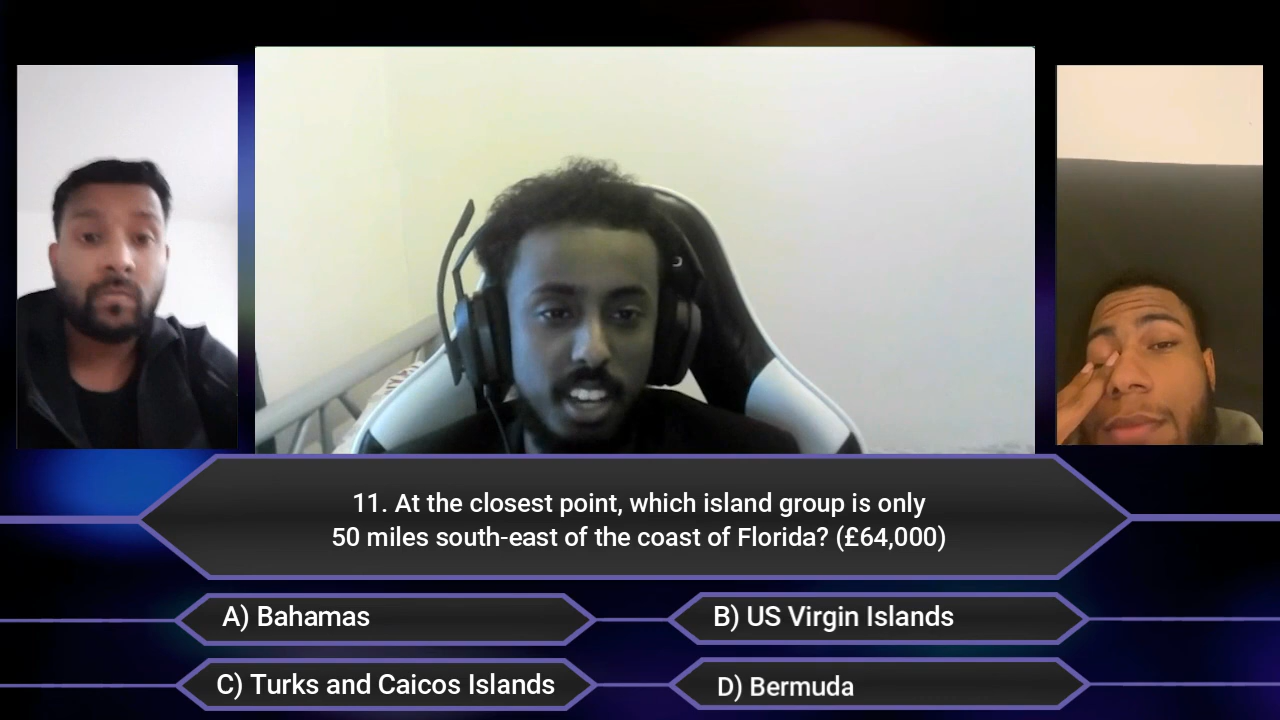 11. At the closest point, which island group is only
50 miles south-east of the coast of Florida? (£64,000)
A) Bahamas
B) US Virgin Islands
C) Turks and Caicos Islands
D) Bermuda